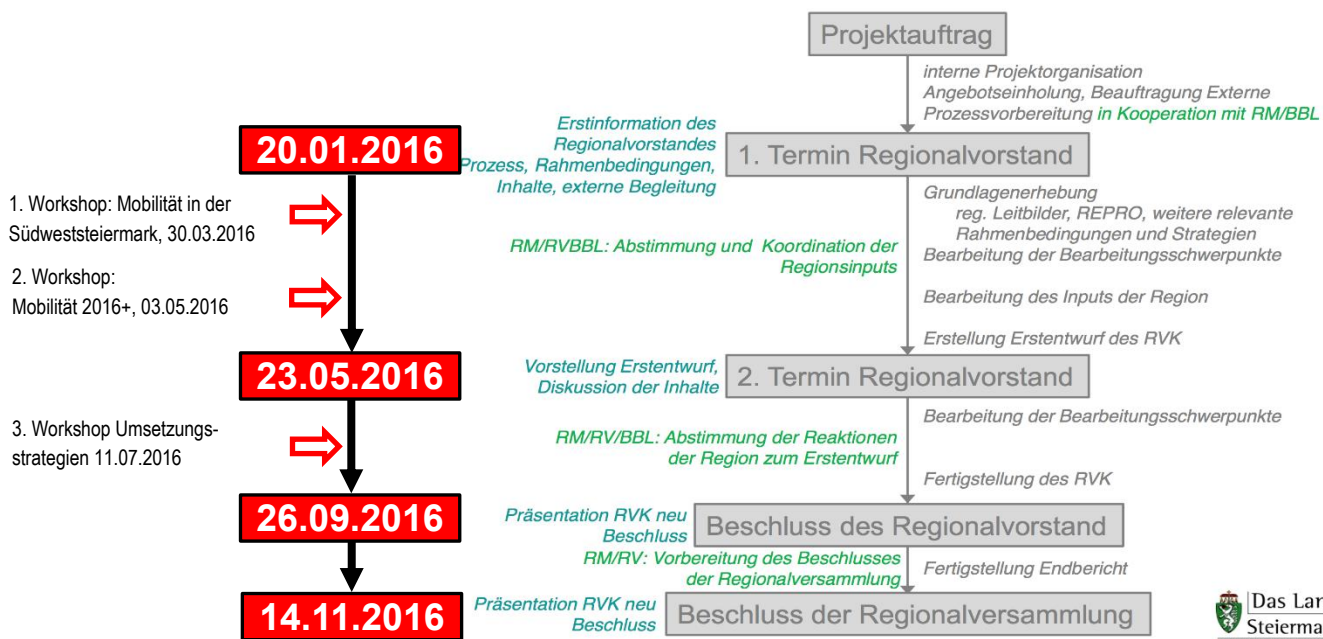 Projektauftrag
interne Projektorganisation
Angebotseinholung, Beauftragung Externe
Prozessvorbereitung in Kooperation mit RM/BBL
20.01.2016
Erstinformation des
Regionalvorstandes
Prozess, Rahmenbedingungen,
Inhalte, externe Begleitung
1. Termin Regionalvorstand
1. Workshop: Mobilität in der
Südweststeiermark, 30.03.2016
2. Workshop:
Mobilität 2016+, 03.05.2016
RM/RVBBL: Abstimmung und Koordination der
Regionsinputs
Grundlagenerhebung
reg. Leitbilder, REPRO, weitere relevante
Rahmenbedingungen und Strategien
Bearbeitung der Bearbeitungsschwerpunkte
Bearbeitung des Inputs der Region
Erstellung Erstentwurf des RVK
23.05.2016
Vorstellung Erstentwurf,
Diskussion der Inhalte
2. Termin Regionalvorstand
3. Workshop Umsetzungs-
strategien 11.07.2016
RM/RV/BBL: Abstimmung der Reaktionen
der Region zum Erstentwurf
Bearbeitung der Bearbeitungsschwerpunkte
Fertigstellung des RVK
26.09.2016
Präsentation RVK neu
Beschluss
Beschluss des Regionalvorstand
RM/RV: Vorbereitung des Beschlusses
der Regionalversammlung
Fertigstellung Endbericht
14.11.2016
Präsentation RVK neu
Beschluss
Beschluss der Regionalversammlung
Das Lan
Steierma